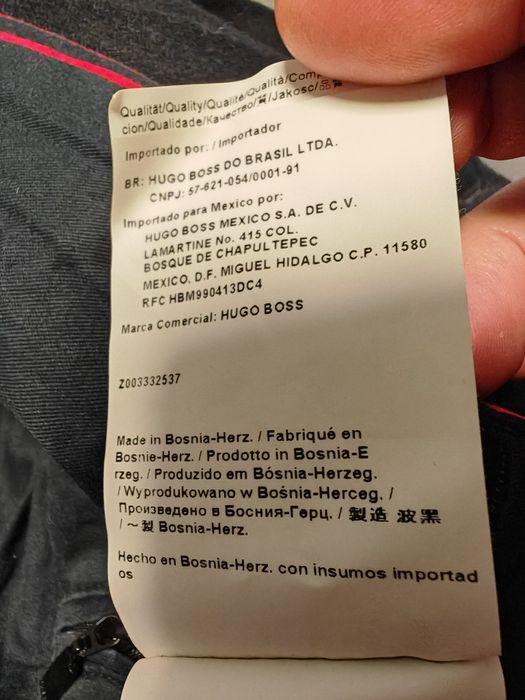 Qualität/Quality/Qualité/Qualità/Comp
cion/Qualidade/Качество/質/Jakosc/品質
Importado por: / Importador
BR: HUGO BOSS DO BRASIL LTDA.
CNPJ: 57-621-054/0001-91
Importado para Mexico por:
HUGO BOSS MEXICO S.A. DE C.V.
LAMARTINE No. 415 COL.
BOSQUE DE CHAPULTEPEC
MEXICO, D.F. MIGUEL HIDALGO C.P. 11580
RFC HBM990413DC4
Marca Comercial: HUGO BOSS
Z003332537
Made in Bosnia-Herz. / Fabriqué en
Bosnie-Herz. / Prodotto in Bosnia-E
rzeg. / Produzido em Bósnia-Herzeg.
/ Wyprodukowano w Bośnia-Herceg. /
Произведено в Босния-Герц. / 製造 波黑
/ ～製 Bosnia-Herz.
Hecho en Bosnia-Herz. con insumos importad
os